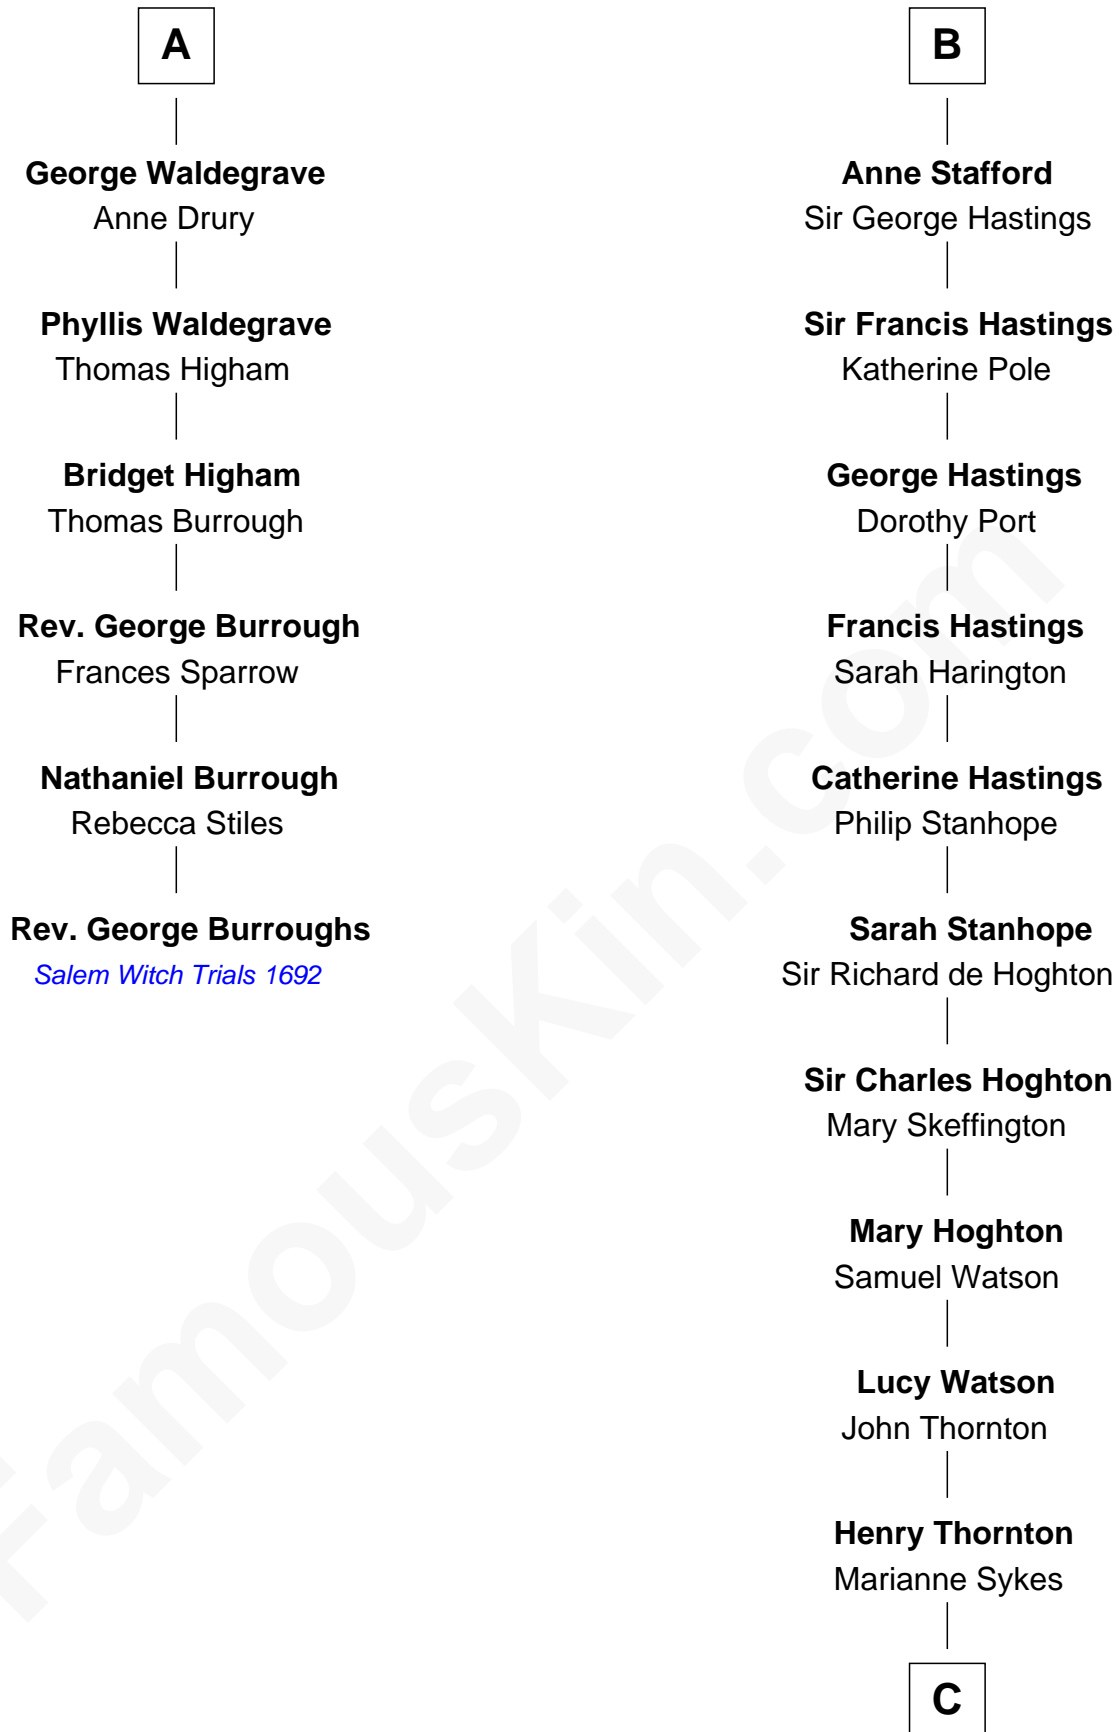 A
George Waldegrave
Anne Drury
Phyllis Waldegrave
Thomas Higham
Bridget Higham
Thomas Burrough
Rev. George Burrough
Frances Sparrow
Nathaniel Burrough
Rebecca Stiles
Rev. George Burroughs
Salem Witch Trials 1692
B
Anne Stafford
Sir George Hastings
Sir Francis Hastings
Katherine Pole
George Hastings
Dorothy Port
Francis Hastings
Sarah Harington
Catherine Hastings
Philip Stanhope
Sarah Stanhope
Sir Richard de Hoghton
Sir Charles Hoghton
Mary Skeffington
Mary Hoghton
Samuel Watson
Lucy Watson
John Thornton
Henry Thornton
Marianne Sykes
C
FamousKin.com